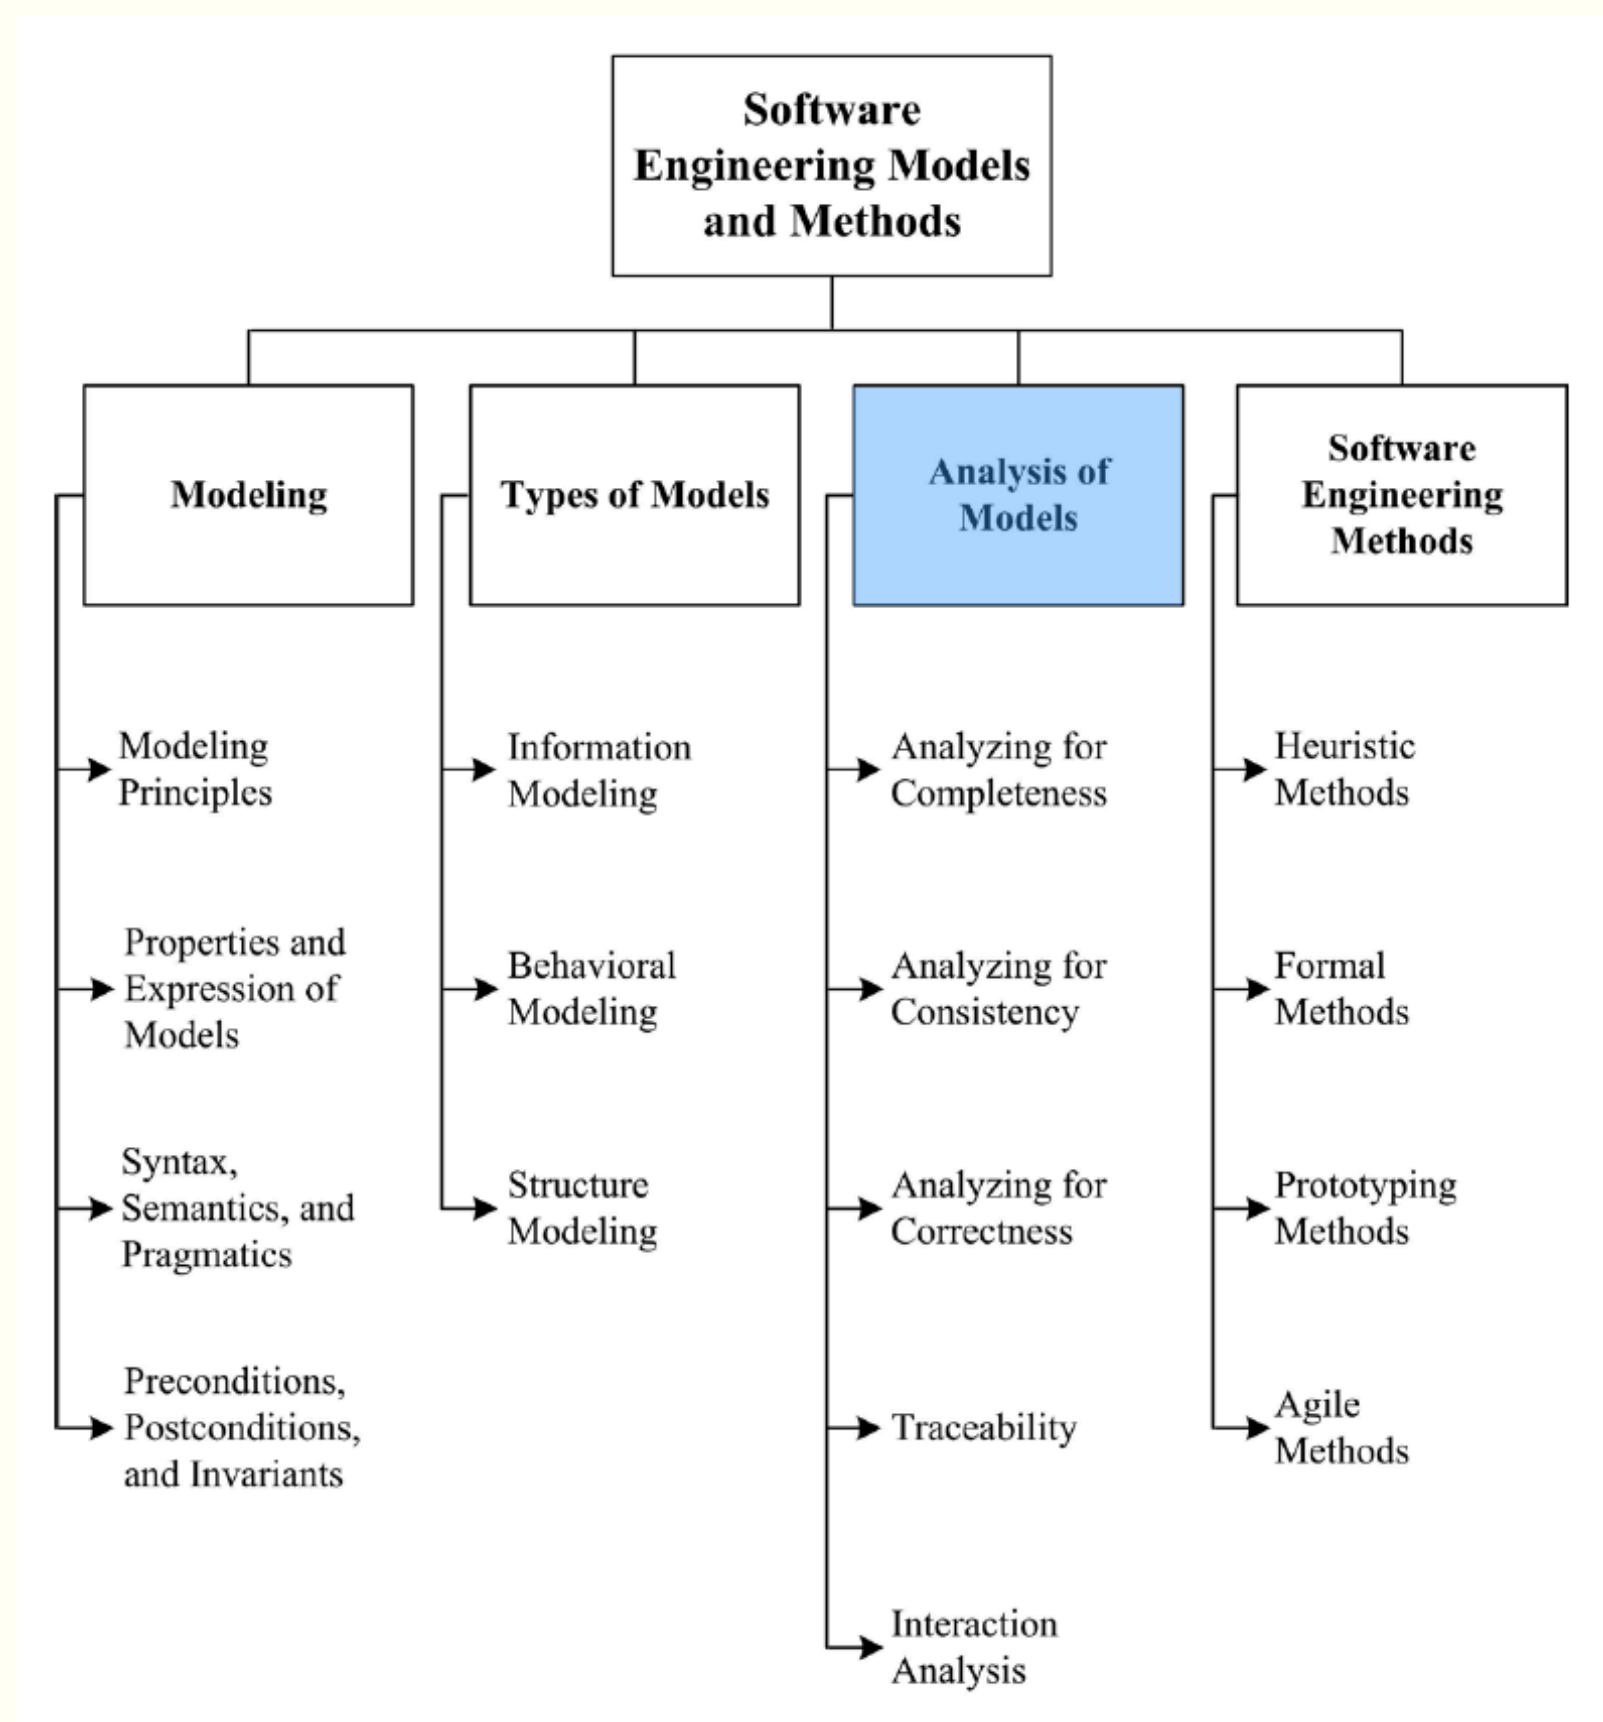 Software
Engineering Models
and Methods
Modeling
Types of Models
Analysis of
Models
Software
Engineering
Methods
Modeling
Principles
Properties and
Expression of
Models
Syntax,
Semantics, and
Pragmatics
Preconditions,
Postconditions,
and Invariants
Information
Modeling
Behavioral
Modeling
Structure
Modeling
Analyzing for
Completeness
Analyzing for
Consistency
Analyzing for
Correctness
Traceability
Interaction
Analysis
Heuristic
Methods
Formal
Methods
Prototyping
Methods
Agile
Methods